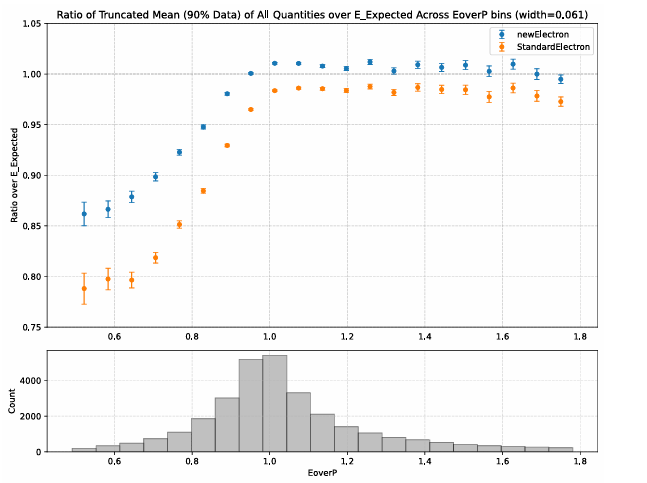 Ratio of Truncated Mean (90% Data) of All Quantities over E_Expected Across EoverP bins (width=0.061)
1.05
newElectron
StandardElectron
1.00
0.95
Ratio over E_Expected
0.90
0.85
0.80
0.75
0.6 0.8 1.0 1.2 1.4 1.6 1.8
4000
Count
2000
0
0.6 0.8 1.0 1.2 1.4 1.6 1.8
EoverP